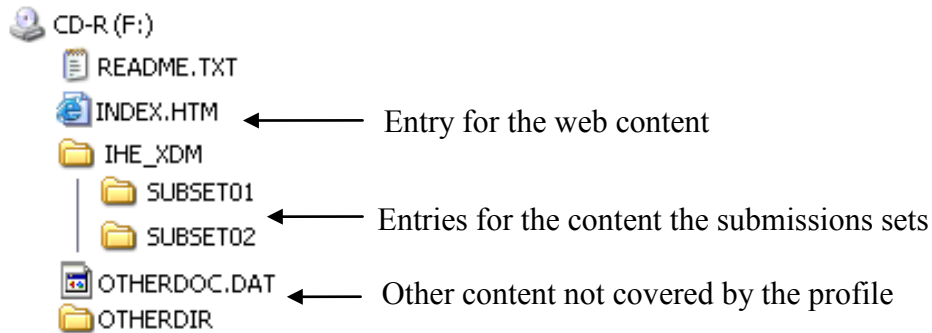 CD-R (F:)
README.TXT
INDEX.HTM
Entry for the web content
IHE_XDM
SUBSET01
Entries for the content the submissions sets
SUBSET02
OTHERDOC.DAT
Other content not covered by the profile
OTHERDIR